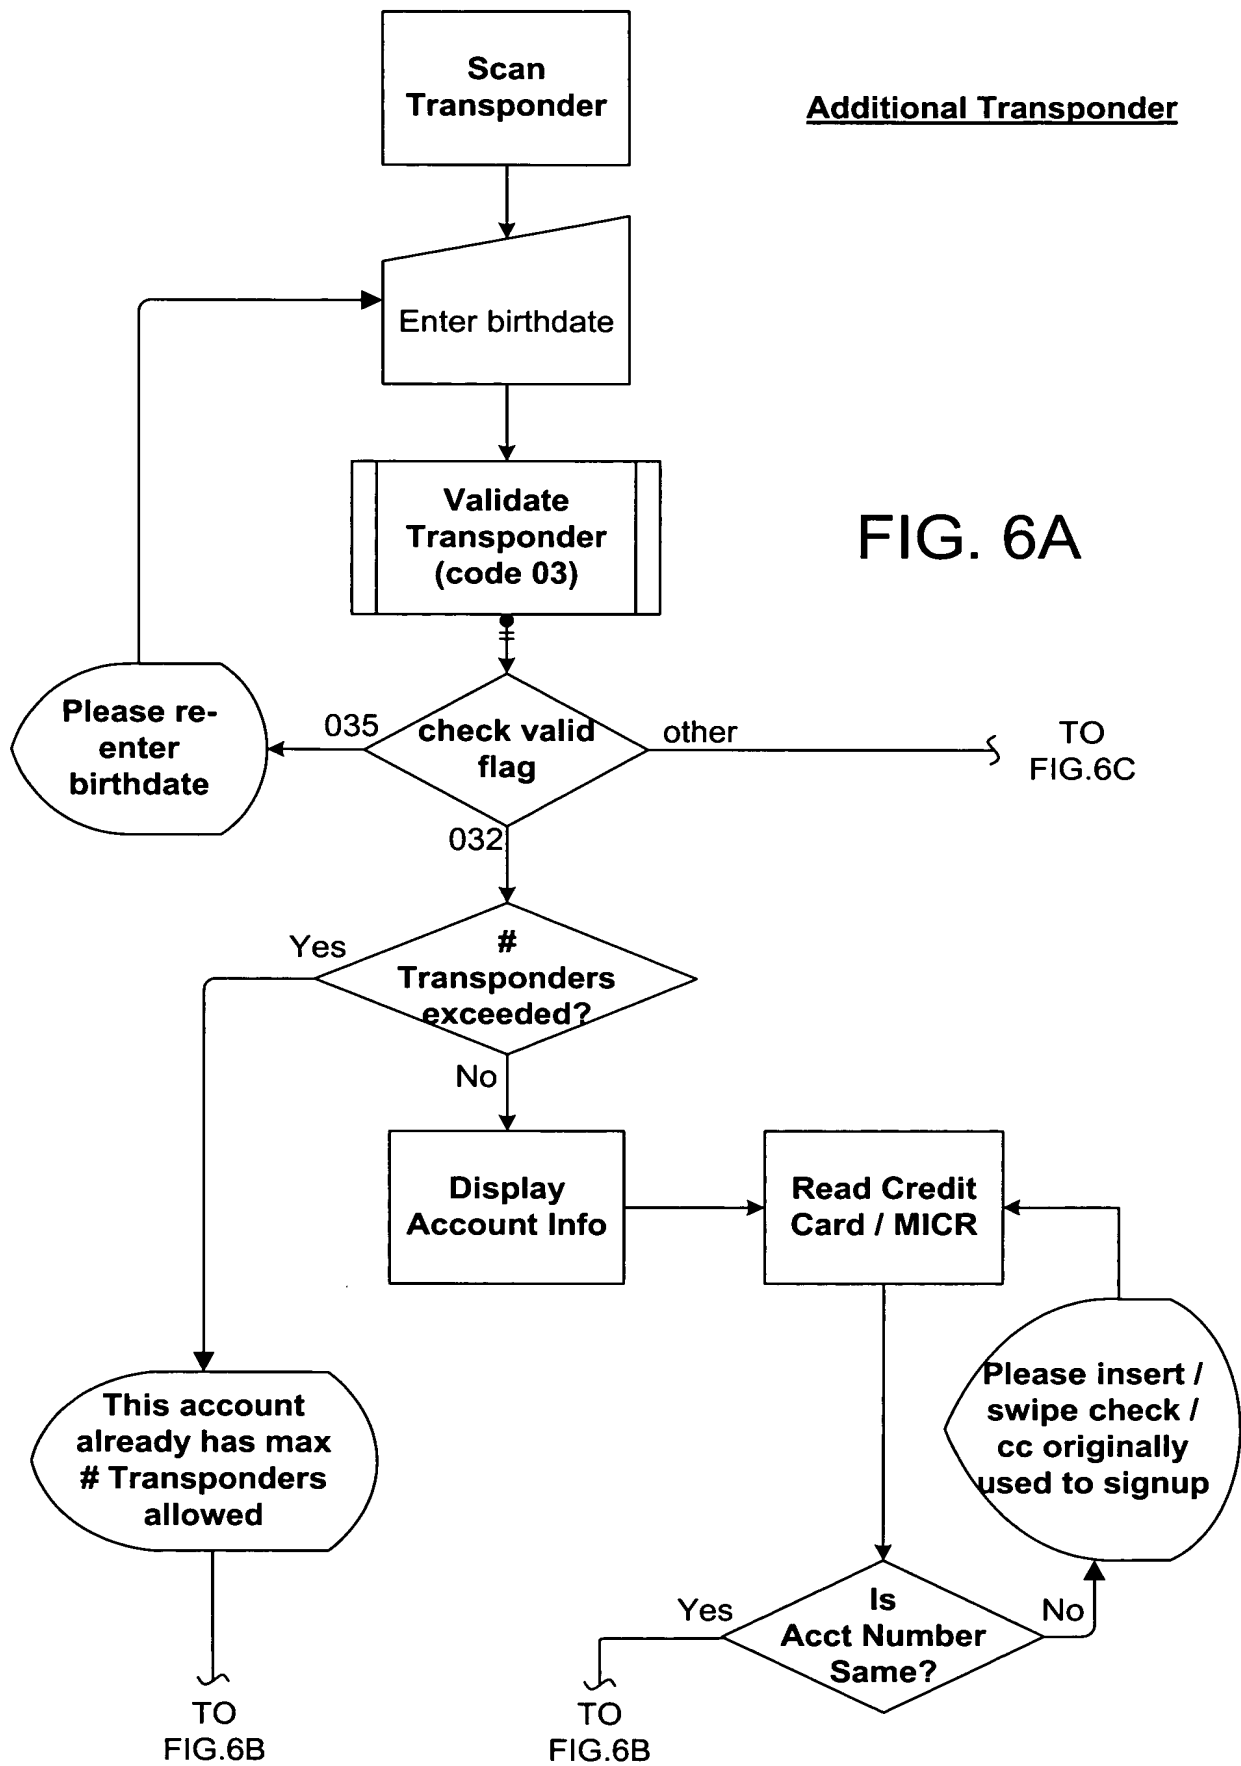 Scan
Transponder
Additional Transponder
Enter birthdate
Validate
Transponder
(code 03)
FIG. 6A
Please re-
enter
birthdate
035
check valid
flag
other
TO
FIG.6C
032
Yes
#
Transponders
exceeded?
No
Display
Account Info
Read Credit
Card / MICR
This account
already has max
# Transponders
allowed
Please insert /
swipe check /
cc originally
used to signup
Yes
Is
Acct Number
Same?
No
TO
FIG.6B
TO
FIG.6B